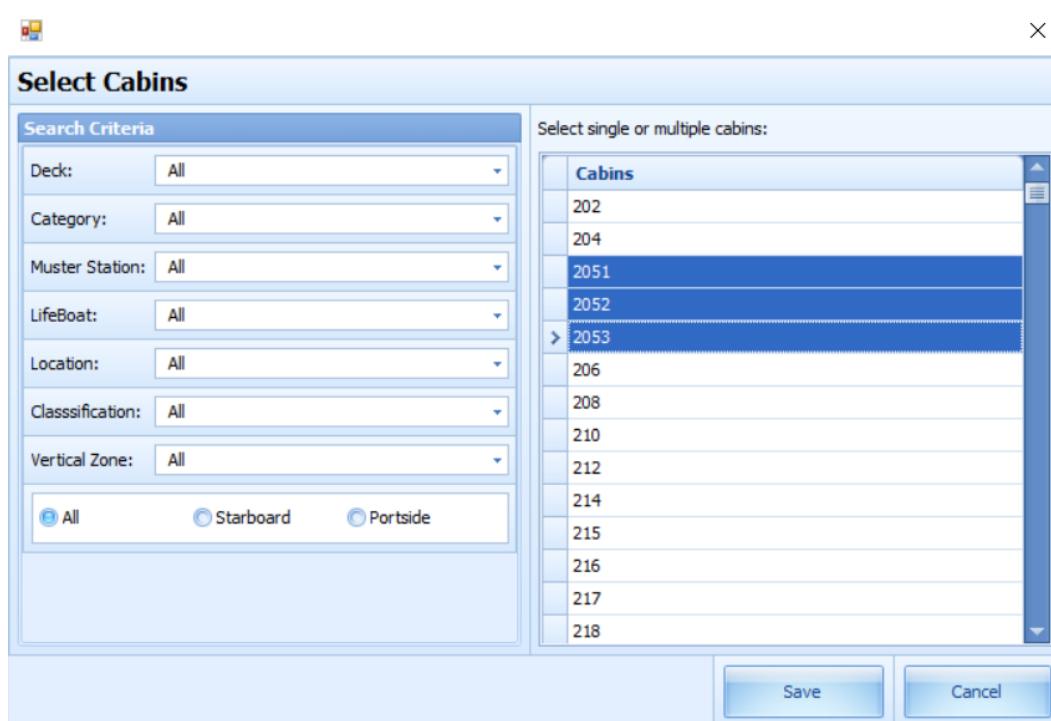 Select Cabins
Search Criteria
Deck: All
Category: All
Muster Station: All
LifeBoat: All
Location: All
Classsification: All
Vertical Zone: All
All Starboard Portside
Select single or multiple cabins:
Cabins
202
204
2051
2052
2053
206
208
210
212
214
215
216
217
218
Save Cancel